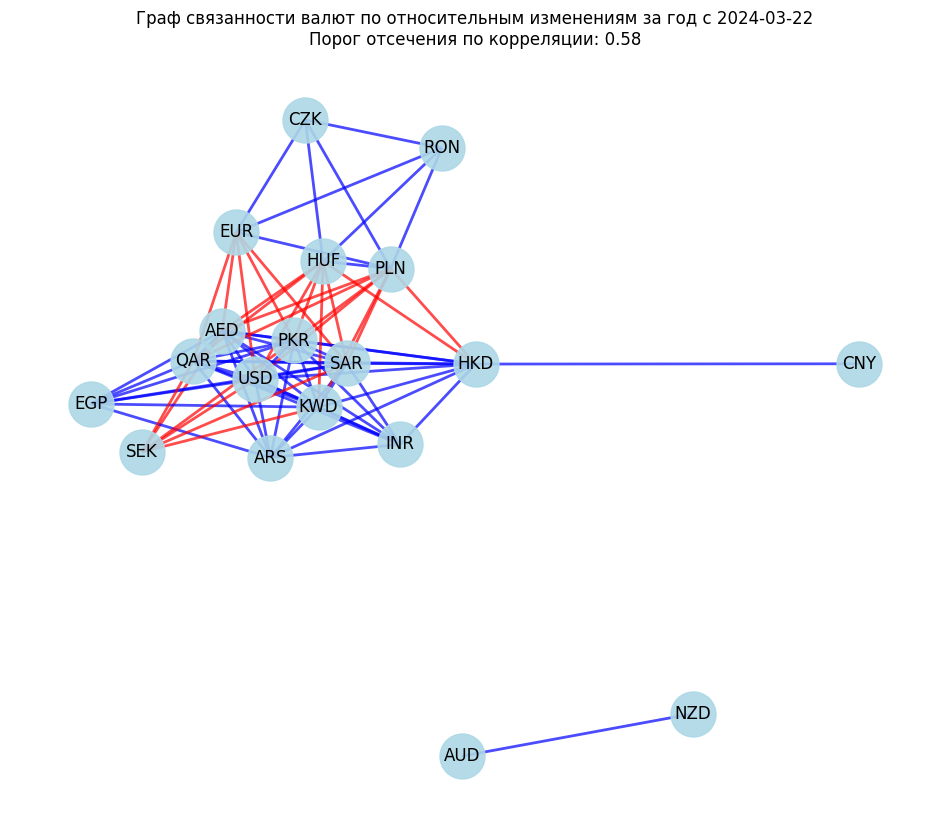 Граф связанности валют по относительным изменениям за год с 2024-03-22
Порог отсечения по корреляции: 0.58
CZK
RON
EUR
HUF
PLN
AED
PKR
QAR
SAR
HKD
CNY
USD
EGP
KWD
SEK
ARS
INR
NZD
AUD